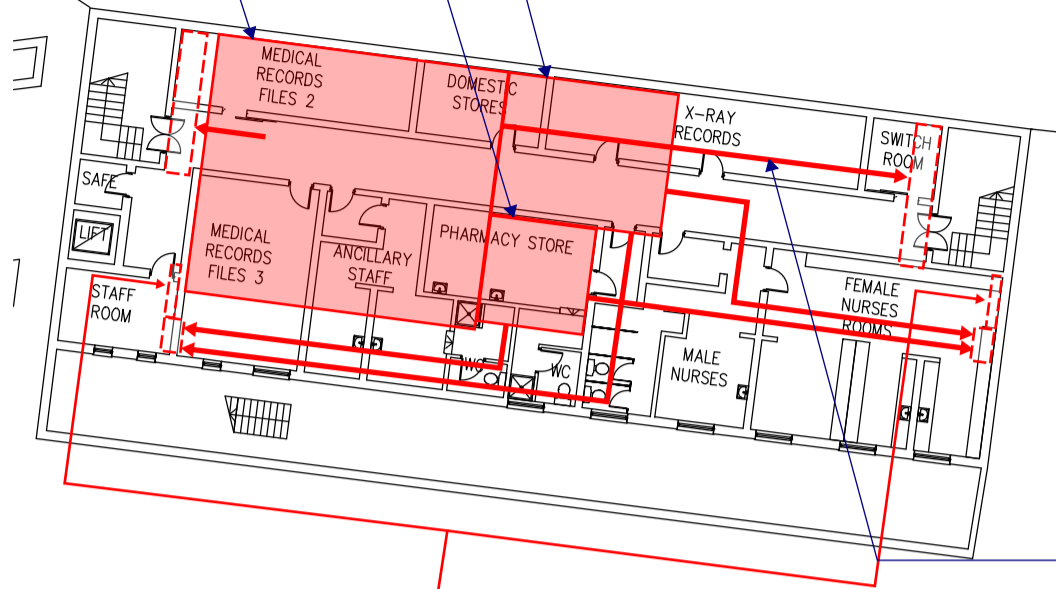 MEDICAL
RECORDS
FILES 2
DOMESTIC
STORES
X-RAY
RECORDS
SWITCH
ROOM
SAFE
LIFT
MEDICAL
RECORDS
FILES 3
ANCILLARY
STAFF
PHARMACY STORE
STAFF
ROOM
FEMALE
NURSES
ROOMS
MALE
NURSES
WC
WC